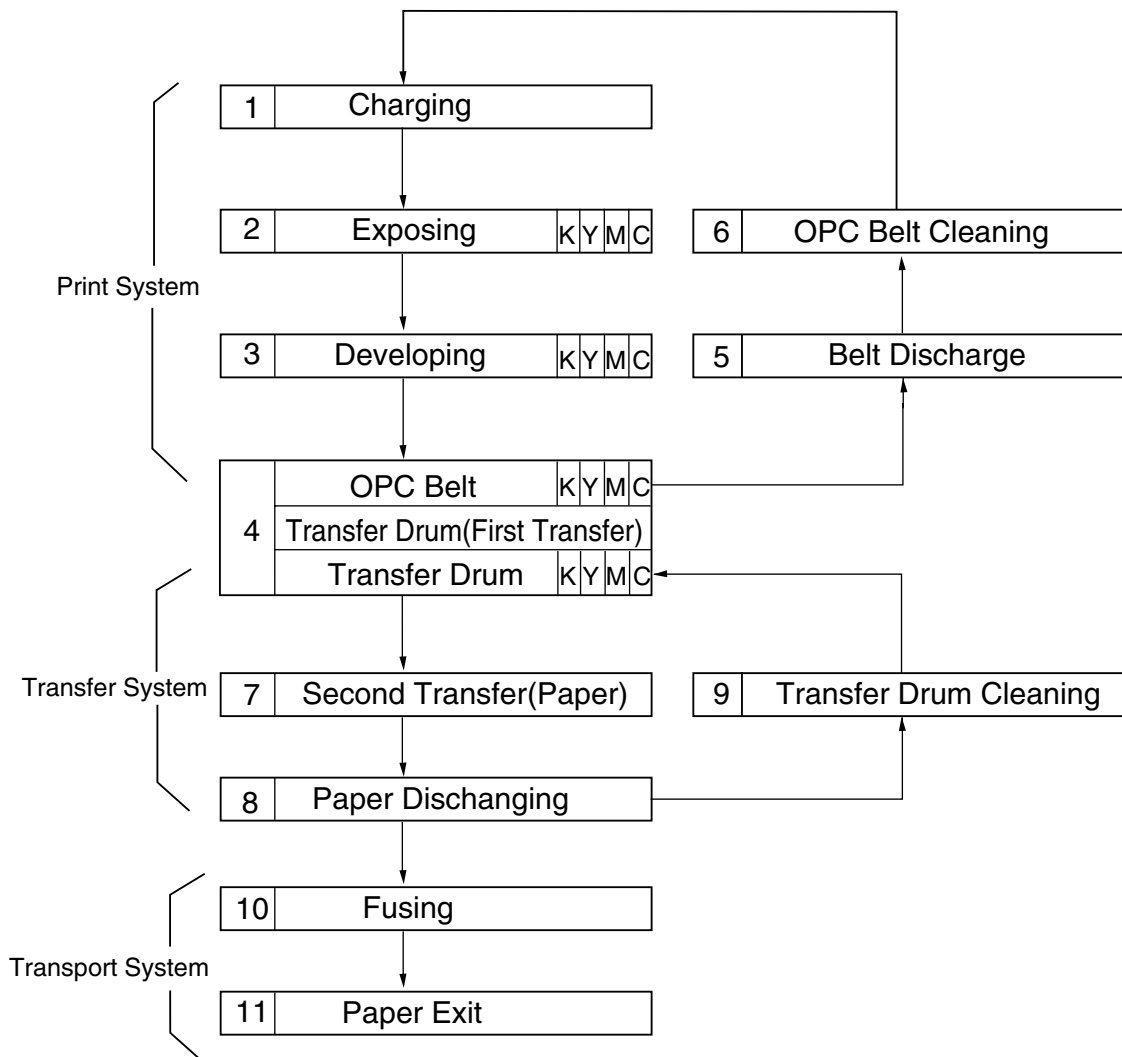 1 Charging
2 Exposing K Y M C
6 OPC Belt Cleaning
Print System
3 Developing K Y M C
5 Belt Discharge
4
OPC Belt K Y M C
Transfer Drum(First Transfer)
Transfer Drum K Y M C
Transfer System
7 Second Transfer(Paper)
9 Transfer Drum Cleaning
8 Paper Dischanging
10 Fusing
Transport System
11 Paper Exit